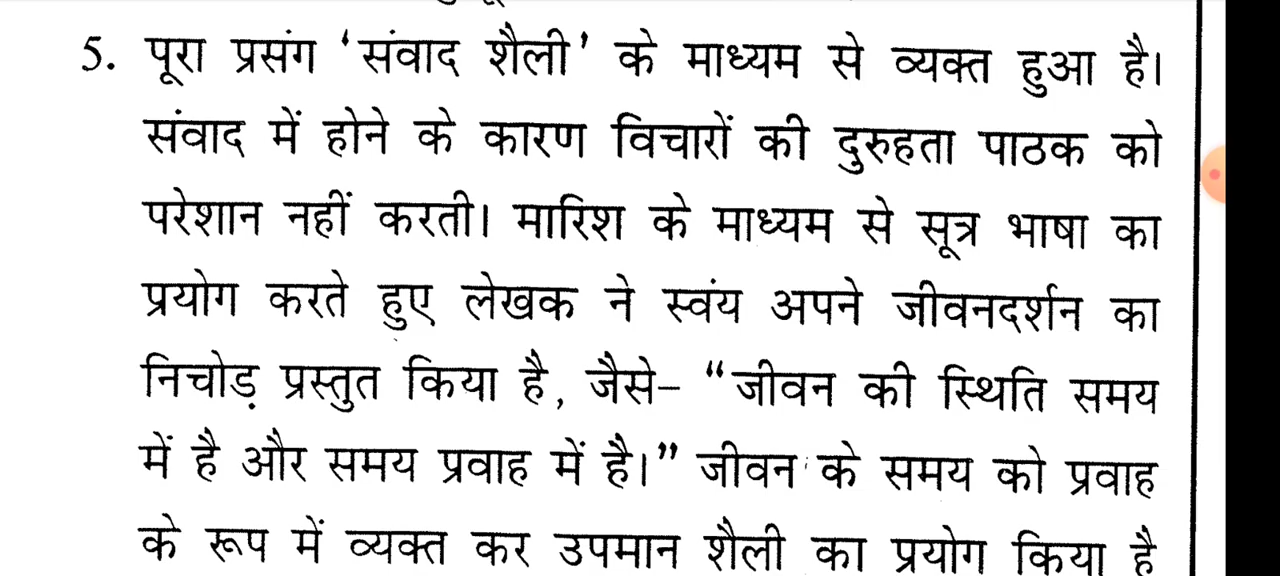 5. पूरा प्रसंग ‘संवाद शैली’ के माध्यम से व्यक्त हुआ है।
संवाद में होने के कारण विचारों की दुरुहता पाठक को
परेशान नहीं करती। मारिश के माध्यम से सूत्र भाषा का
प्रयोग करते हुए लेखक ने स्वंय अपने जीवनदर्शन का
निचोड़ प्रस्तुत किया है, जैसे– “जीवन की स्थिति समय
में है और समय प्रवाह में है।” जीवन के समय को प्रवाह
के रूप में व्यक्त कर उपमान शैली का प्रयोग किया है